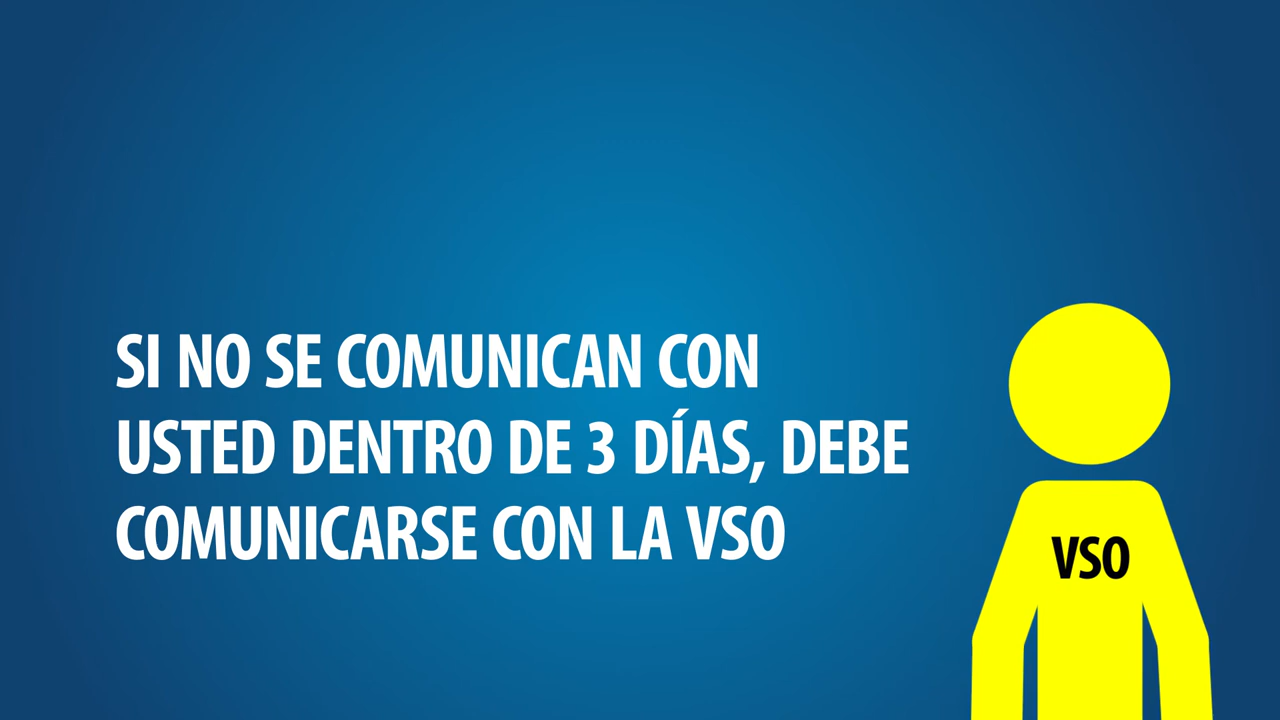 SI NO SE COMUNICAN CON
USTED DENTRO DE 3 DÍAS, DEBE
COMUNICARSE CON LA VSO
VSO